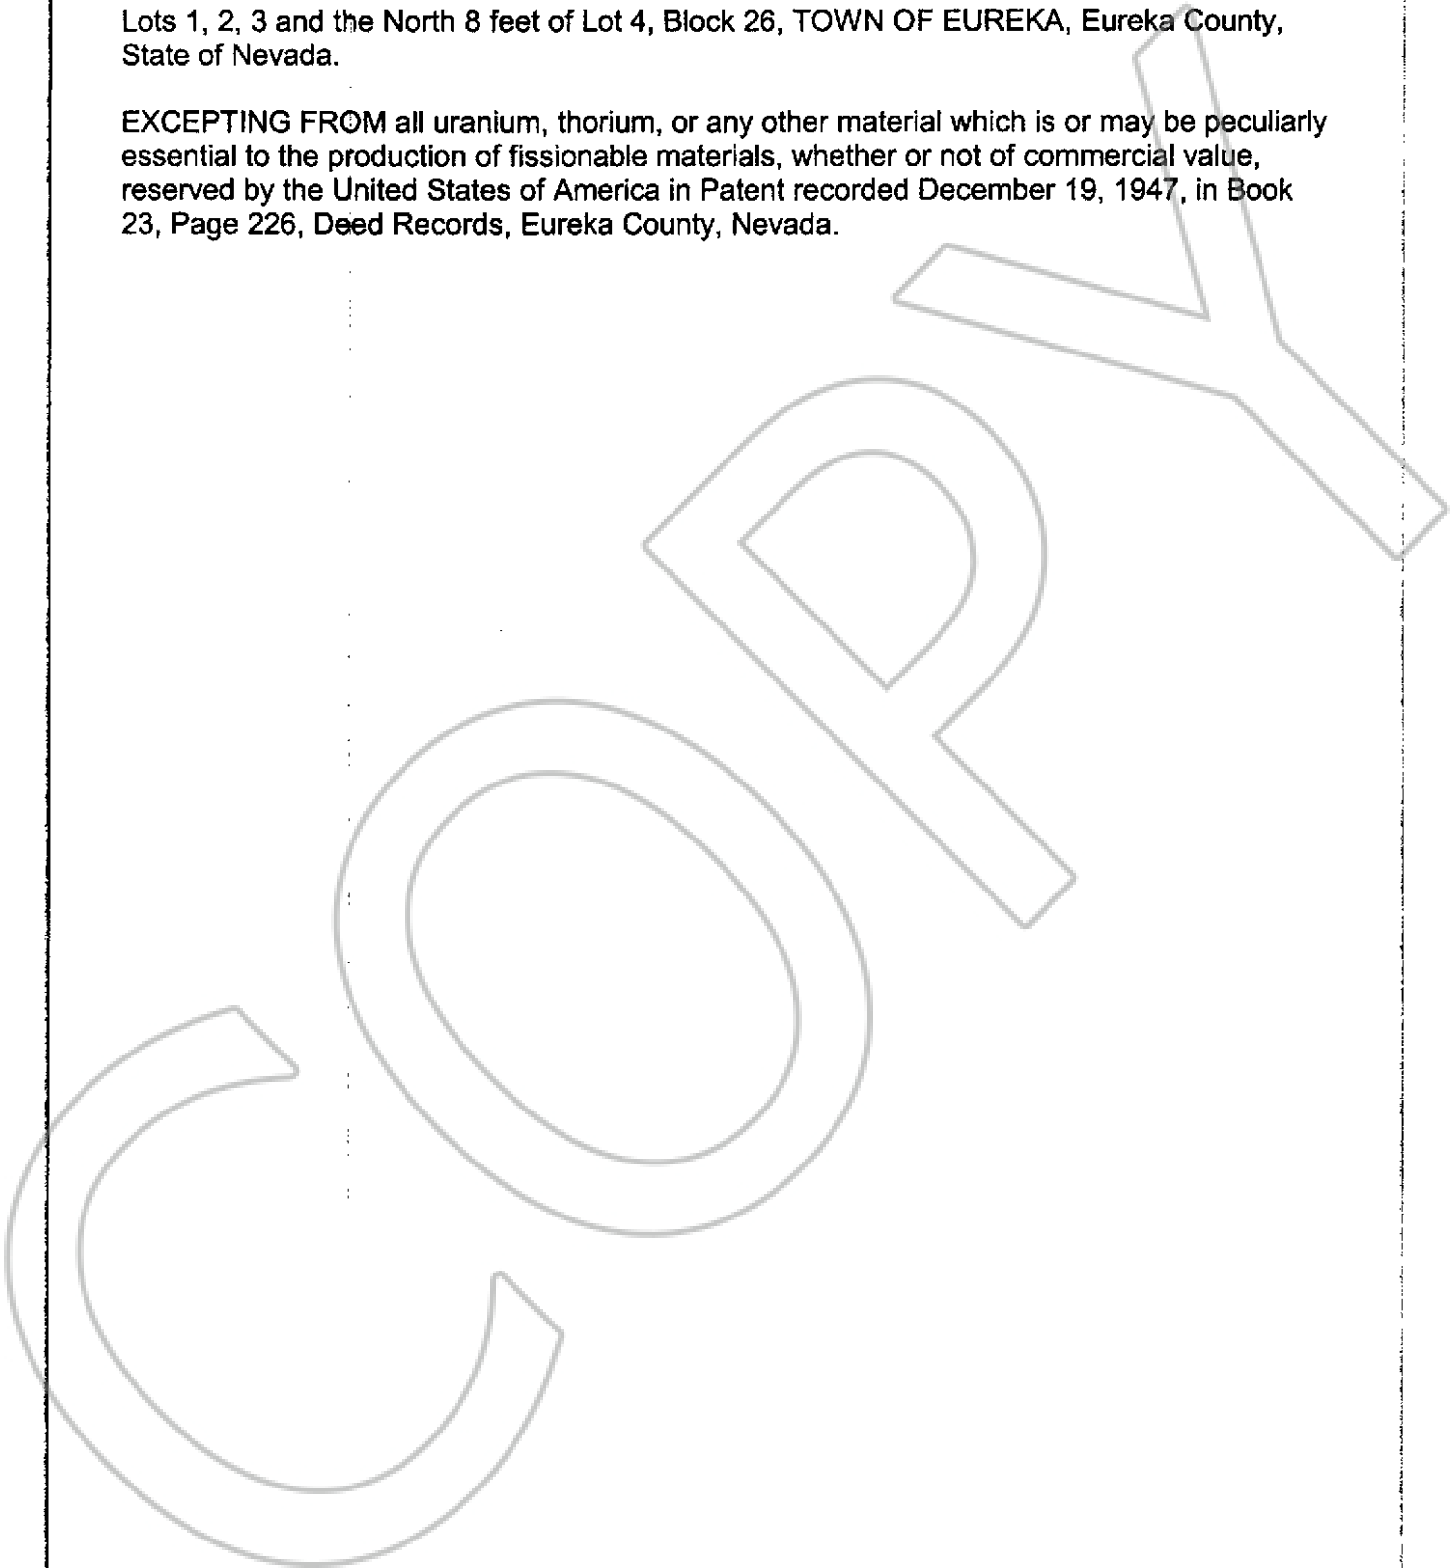 Lots 1, 2, 3 and the North 8 feet of Lot 4, Block 26, TOWN OF EUREKA, Eureka County,
State of Nevada.
EXCEPTING FROM all uranium, thorium, or any other material which is or may be peculiarly
essential to the production of fissionable materials, whether or not of commercial value,
reserved by the United States of America in Patent recorded December 19, 1947, in Book
23, Page 226, Deed Records, Eureka County, Nevada.
COPY